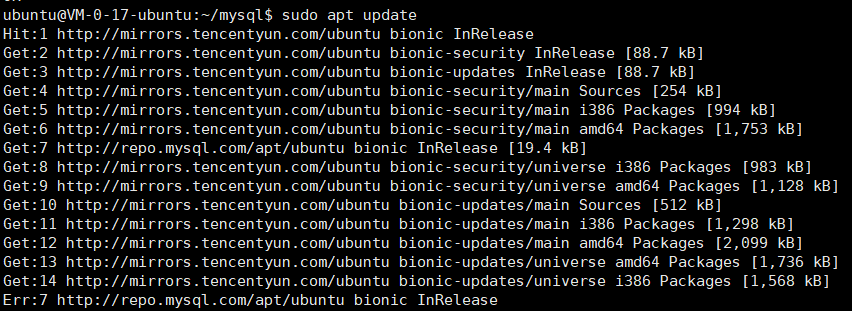 ubuntu@VM-0-17-ubuntu:~/mysql$ sudo apt update
Hit:1 http://mirrors.tencentyun.com/ubuntu bionic InRelease
Get:2 http://mirrors.tencentyun.com/ubuntu bionic-security InRelease [88.7 kB]
Get:3 http://mirrors.tencentyun.com/ubuntu bionic-updates InRelease [88.7 kB]
Get:4 http://mirrors.tencentyun.com/ubuntu bionic-security/main Sources [254 kB]
Get:5 http://mirrors.tencentyun.com/ubuntu bionic-security/main i386 Packages [994 kB]
Get:6 http://mirrors.tencentyun.com/ubuntu bionic-security/main amd64 Packages [1,753 kB]
Get:7 http://repo.mysql.com/apt/ubuntu bionic InRelease [19.4 kB]
Get:8 http://mirrors.tencentyun.com/ubuntu bionic-security/universe i386 Packages [983 kB]
Get:9 http://mirrors.tencentyun.com/ubuntu bionic-security/universe amd64 Packages [1,128 kB]
Get:10 http://mirrors.tencentyun.com/ubuntu bionic-updates/main Sources [512 kB]
Get:11 http://mirrors.tencentyun.com/ubuntu bionic-updates/main i386 Packages [1,298 kB]
Get:12 http://mirrors.tencentyun.com/ubuntu bionic-updates/main amd64 Packages [2,099 kB]
Get:13 http://mirrors.tencentyun.com/ubuntu bionic-updates/universe amd64 Packages [1,736 kB]
Get:14 http://mirrors.tencentyun.com/ubuntu bionic-updates/universe i386 Packages [1,568 kB]
Err:7 http://repo.mysql.com/apt/ubuntu bionic InRelease